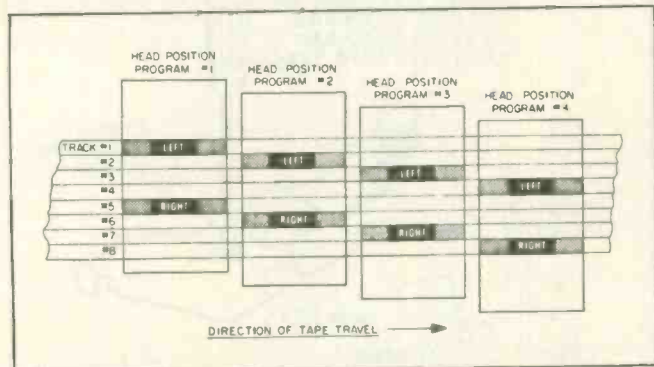 HEAD POSITION
PROGRAM #1
HEAD POSITION
PROGRAM #2
HEAD POSITION
PROGRAM #3
HEAD POSITION
PROGRAM #4
TRACK #1
#2
#3
#4
#5
#6
#7
#8
LEFT
LEFT
LEFT
LEFT
RIGHT
RIGHT
RIGHT
RIGHT
DIRECTION OF TAPE TRAVEL